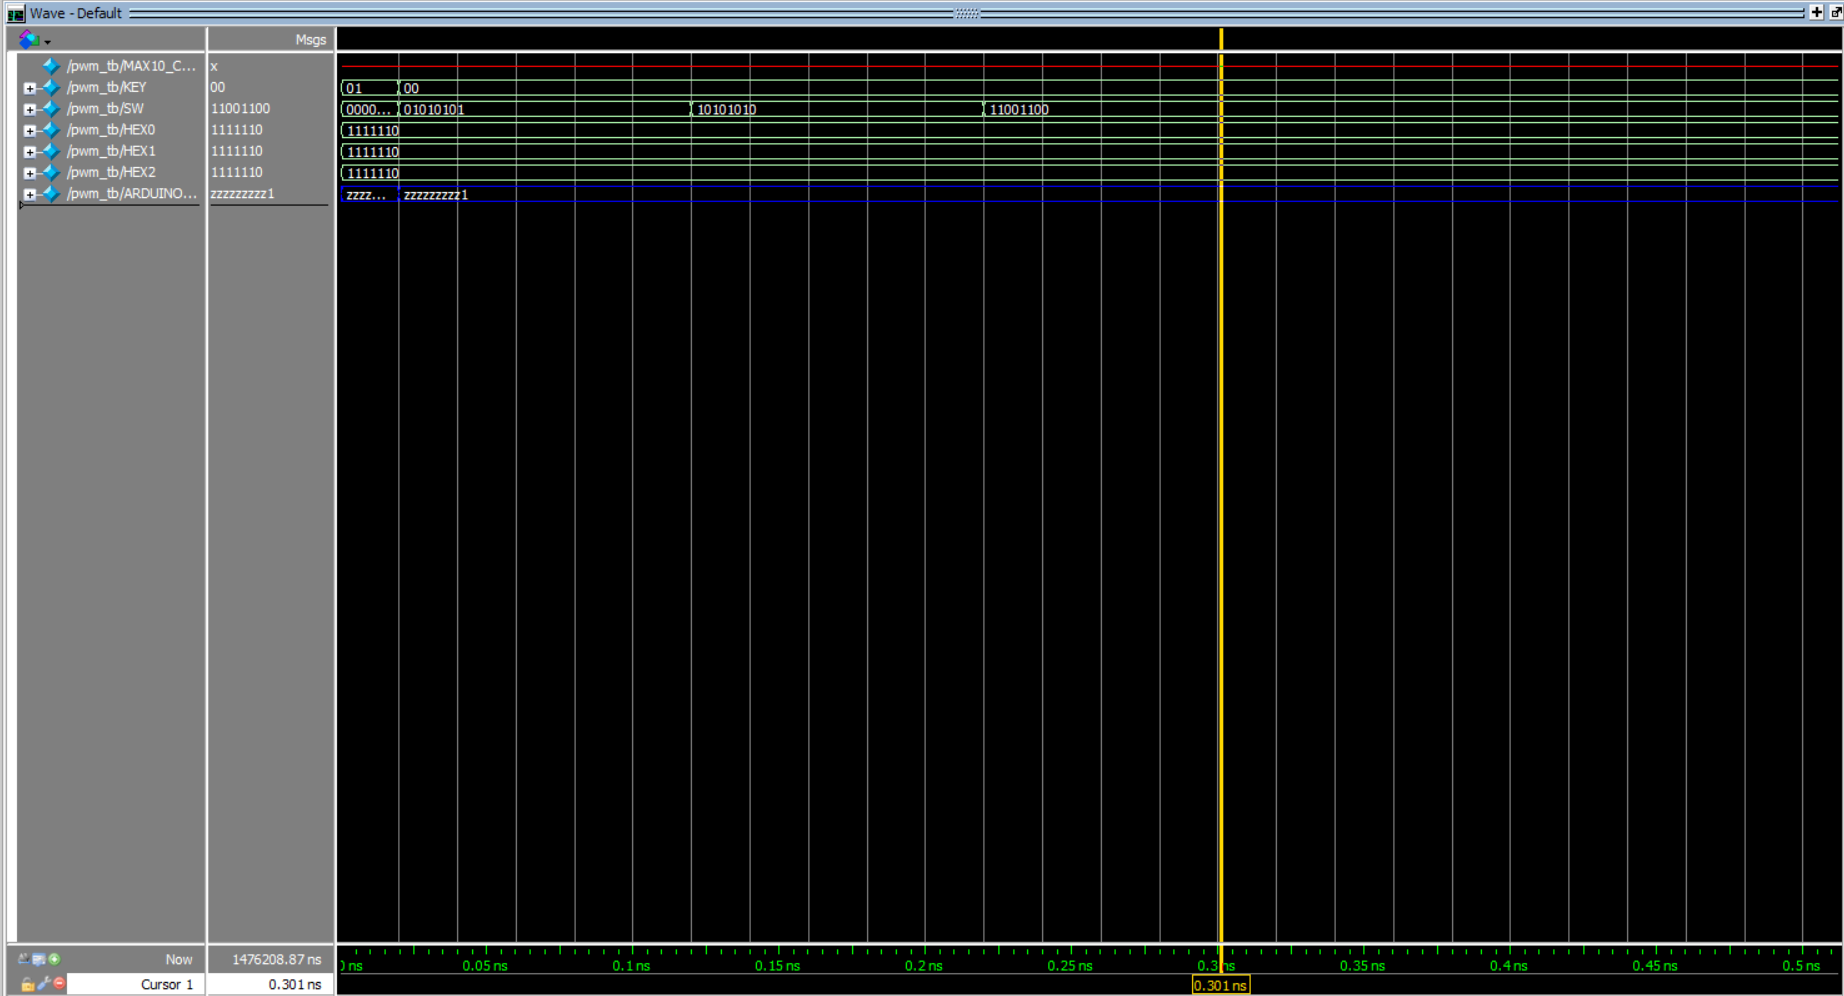 Wave - Default
Msgs
/pwm_tb/MAX10_C... x
/pwm_tb/KEY 00 01 00
/pwm_tb/SW 11001100 0000... 01010101 10101010 11001100
/pwm_tb/HEX0 1111110 1111110
/pwm_tb/HEX1 1111110 1111110
/pwm_tb/HEX2 1111110 1111110
/pwm_tb/ARDUINO... zzzzzzzzz1 zzzz... zzzzzzzzz1
Now 1476208.87 ns ns 0.05 ns 0.1 ns 0.15 ns 0.2 ns 0.25 ns 0.3 ns 0.35 ns 0.4 ns 0.45 ns 0.5 ns
Cursor 1 0.301 ns 0.301 ns